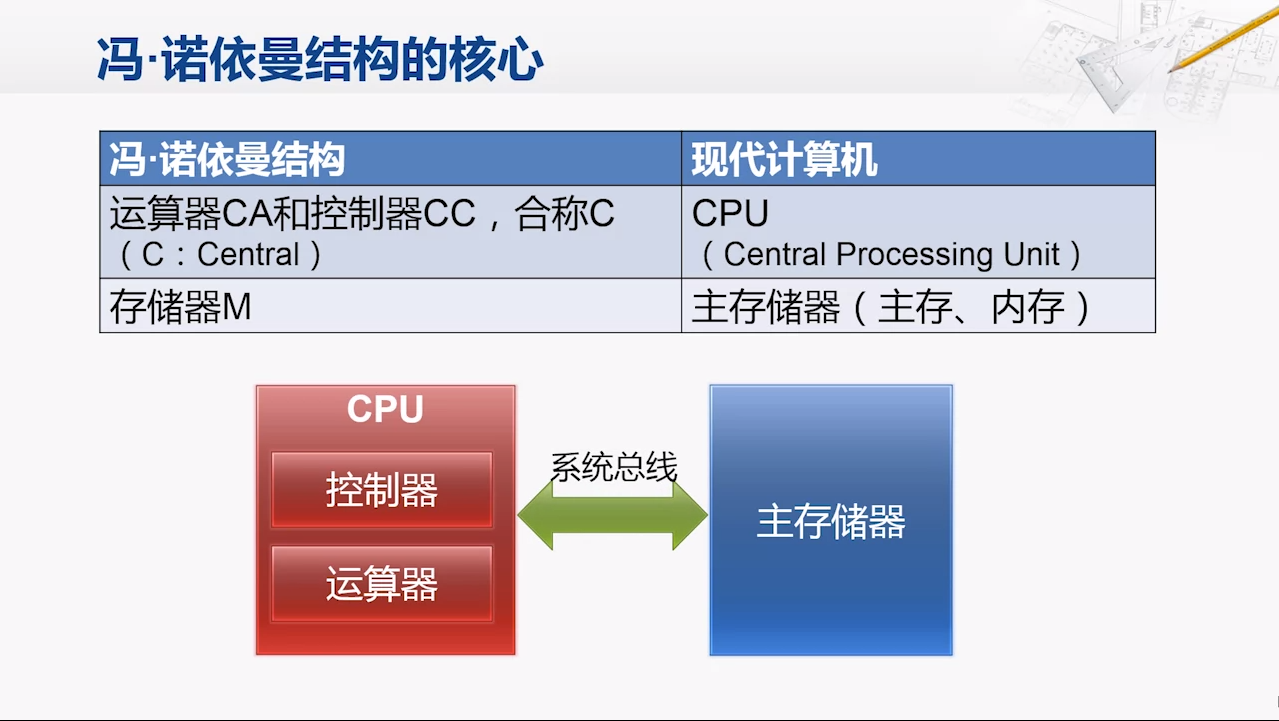 冯·诺依曼结构的核心
冯·诺依曼结构
现代计算机
运算器CA和控制器CC，合称C
（C：Central）
CPU
（Central Processing Unit）
存储器M
主存储器（主存、内存）
CPU
控制器
运算器
系统总线
主存储器